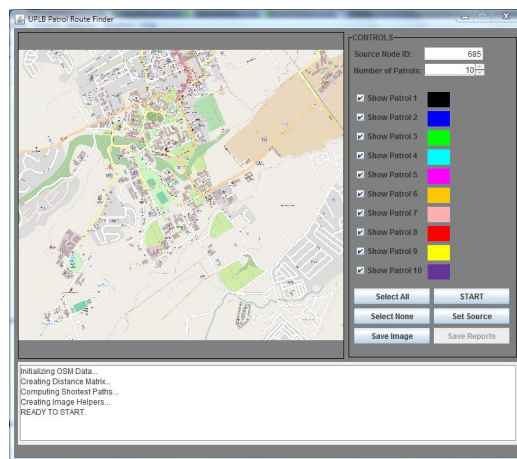 UPLB Patrol Route Finder
CONTROLS
Source Node ID: 685
Number of Patrols: 10
Show Patrol 1
Show Patrol 2
Show Patrol 3
Show Patrol 4
Show Patrol 5
Show Patrol 6
Show Patrol 7
Show Patrol 8
Show Patrol 9
Show Patrol 10
Select All START
Select None Set Source
Save Image Save Reports
Initializing OSM Data...
Creating Distance Matrix...
Computing Shortest Paths...
Creating Image Helpers...
READY TO START.